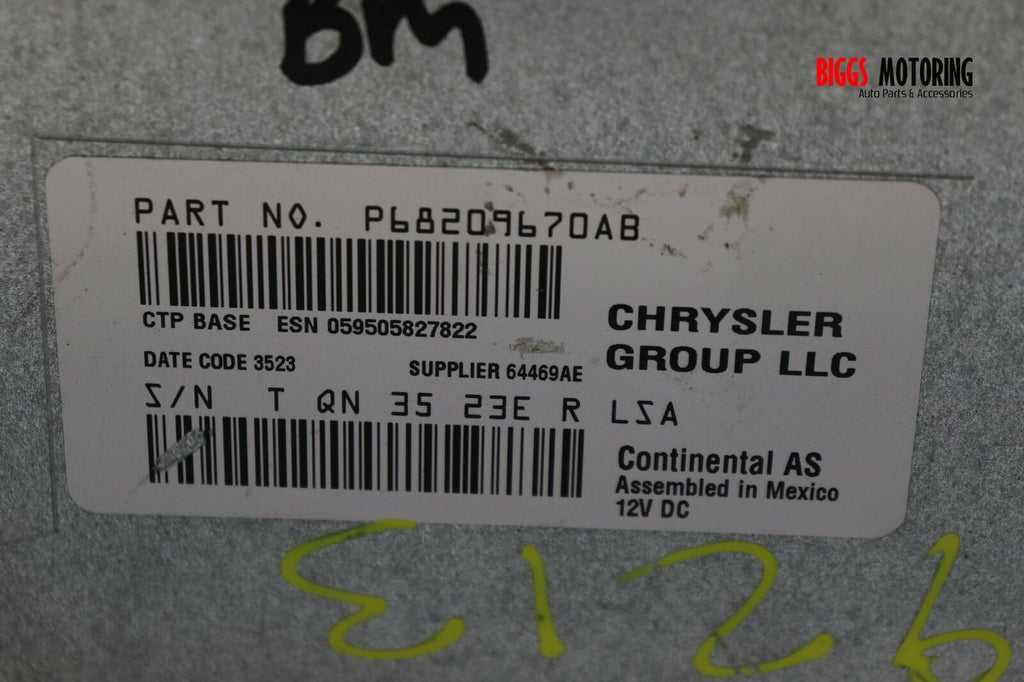 BM
BIGGS MOTORING
Auto Parts & Accessories
PART NO. P68209670AB
CTP BASE ESN 059505827822
DATE CODE 3523 SUPPLIER 64469AE
CHRYSLER
GROUP LLC
S/N T QN 35 23E R LSA
Continental AS
Assembled in Mexico
12V DC